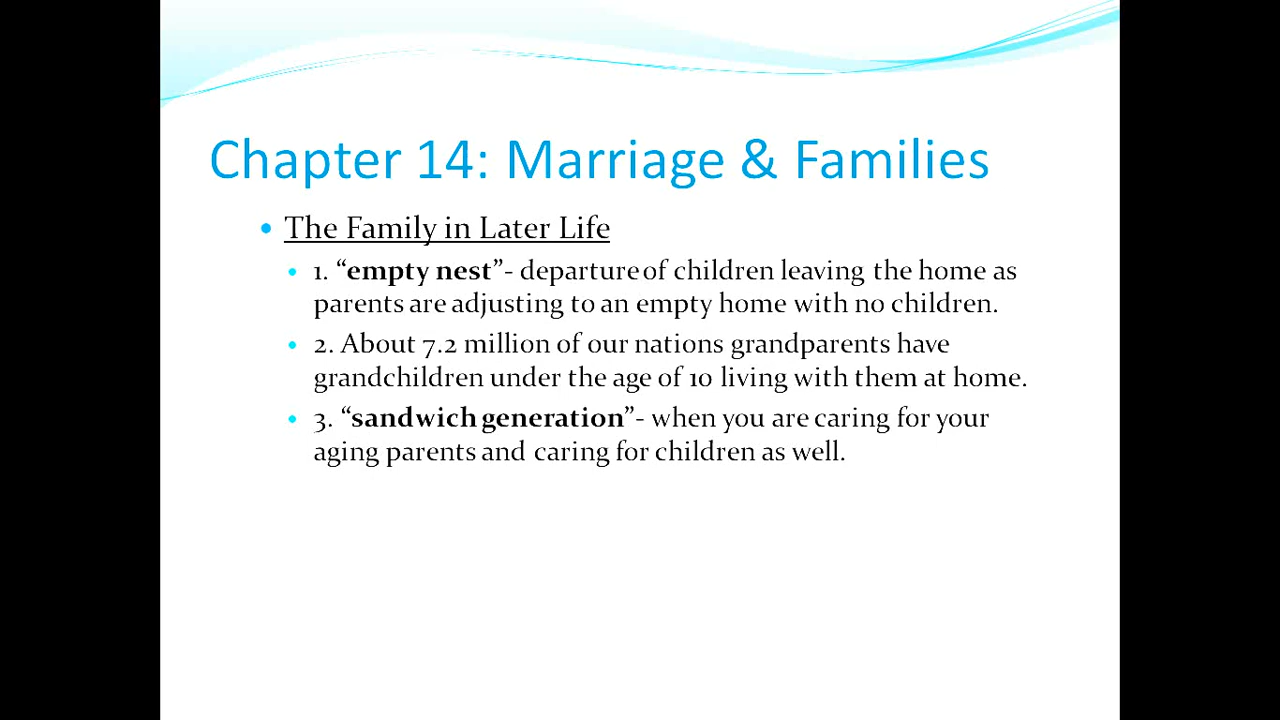 Chapter 14: Marriage & Families
The Family in Later Life
1. “empty nest”- departure of children leaving the home as
parents are adjusting to an empty home with no children.
2. About 7.2 million of our nations grandparents have
grandchildren under the age of 10 living with them at home.
3. “sandwich generation”- when you are caring for your
aging parents and caring for children as well.